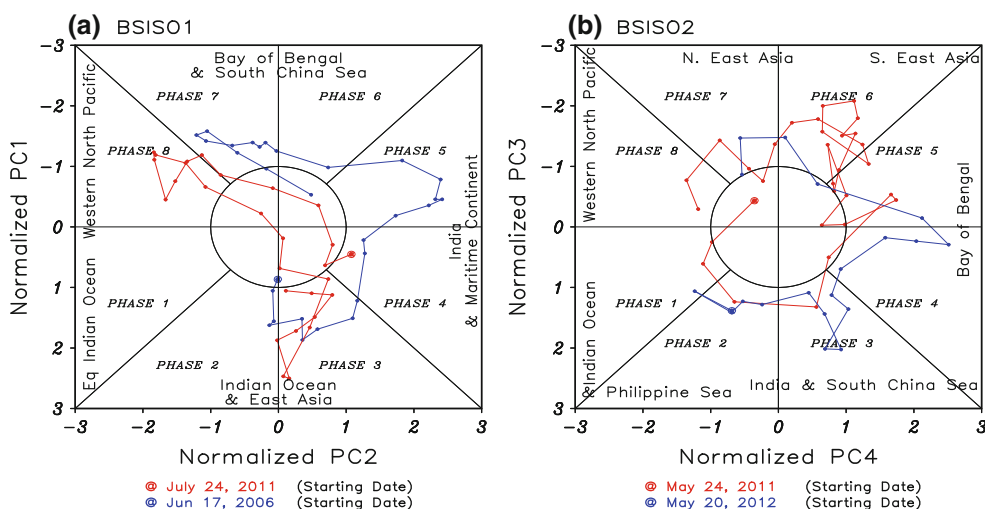 (a) BSISO1
Bay of Bengal
& South China Sea
PHASE 7
PHASE 6
PHASE 8
PHASE 5
PHASE 1
PHASE 4
PHASE 2
PHASE 3
Indian Ocean
& East Asia
Western North Pacific
Eq Indian Ocean
India
& Maritime Continent
Normalized PC1
-3
-2
-1
0
1
2
3
-3 -2 -1 0 1 2 3
Normalized PC2
@ July 24, 2011 (Starting Date)
@ Jun 17, 2006 (Starting Date)
(b) BSISO2
N. East Asia
S. East Asia
PHASE 7
PHASE 6
PHASE 8
PHASE 5
PHASE 1
PHASE 4
PHASE 2
PHASE 3
India & South China Sea
& Philippine Sea
Western North Pacific
Indian Ocean
Bay of Bengal
Normalized PC3
-3
-2
-1
0
1
2
3
-3 -2 -1 0 1 2 3
Normalized PC4
@ May 24, 2011 (Starting Date)
@ May 20, 2012 (Starting Date)